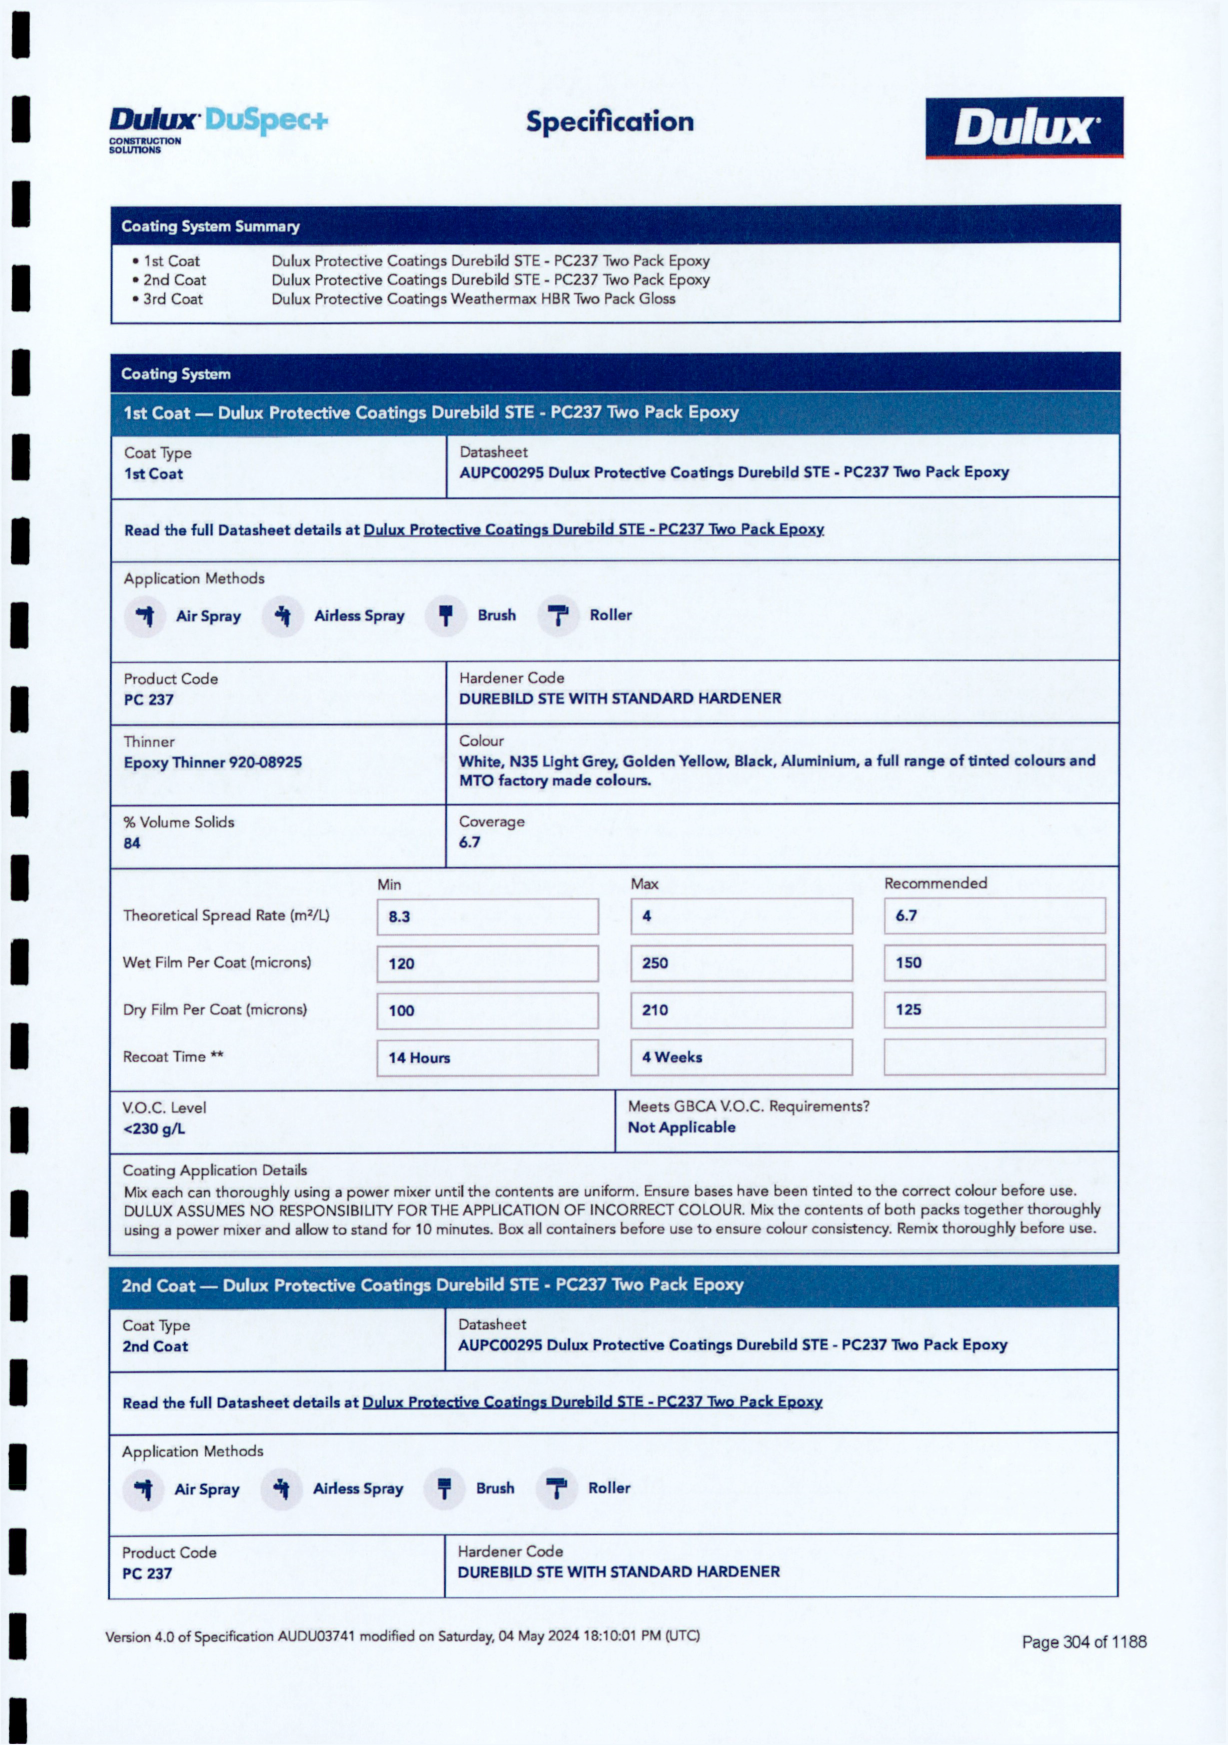 Dulux DuSpec+
CONSTRUCTION
SOLUTIONS
Specification
Dulux
Coating System Summary
• 1st Coat Dulux Protective Coatings Durebild STE - PC237 Two Pack Epoxy
• 2nd Coat Dulux Protective Coatings Durebild STE - PC237 Two Pack Epoxy
• 3rd Coat Dulux Protective Coatings Weathermax HBR Two Pack Gloss
Coating System
1st Coat — Dulux Protective Coatings Durebild STE - PC237 Two Pack Epoxy
Coat Type Datasheet
1st Coat AUPC00295 Dulux Protective Coatings Durebild STE - PC237 Two Pack Epoxy
Read the full Datasheet details at Dulux Protective Coatings Durebild STE - PC237 Two Pack Epoxy
Application Methods
Air Spray Airless Spray Brush Roller
Product Code Hardener Code
PC 237 DUREBILD STE WITH STANDARD HARDENER
Thinner Colour
Epoxy Thinner 920-08925 White, N35 Light Grey, Golden Yellow, Black, Aluminium, a full range of tinted colours and
MTO factory made colours.
% Volume Solids Coverage
84 6.7
Min Max Recommended
Theoretical Spread Rate (m²/L) 8.3 4 6.7
Wet Film Per Coat (microns) 120 250 150
Dry Film Per Coat (microns) 100 210 125
Recoat Time ** 14 Hours 4 Weeks
V.O.C. Level Meets GBCA V.O.C. Requirements?
<230 g/L Not Applicable
Coating Application Details
Mix each can thoroughly using a power mixer until the contents are uniform. Ensure bases have been tinted to the correct colour before use.
DULUX ASSUMES NO RESPONSIBILITY FOR THE APPLICATION OF INCORRECT COLOUR. Mix the contents of both packs together thoroughly
using a power mixer and allow to stand for 10 minutes. Box all containers before use to ensure colour consistency. Remix thoroughly before use.
2nd Coat — Dulux Protective Coatings Durebild STE - PC237 Two Pack Epoxy
Coat Type Datasheet
2nd Coat AUPC00295 Dulux Protective Coatings Durebild STE - PC237 Two Pack Epoxy
Read the full Datasheet details at Dulux Protective Coatings Durebild STE - PC237 Two Pack Epoxy
Application Methods
Air Spray Airless Spray Brush Roller
Product Code Hardener Code
PC 237 DUREBILD STE WITH STANDARD HARDENER
Version 4.0 of Specification AUDU03741 modified on Saturday, 04 May 2024 18:10:01 PM (UTC)
Page 304 of 1188